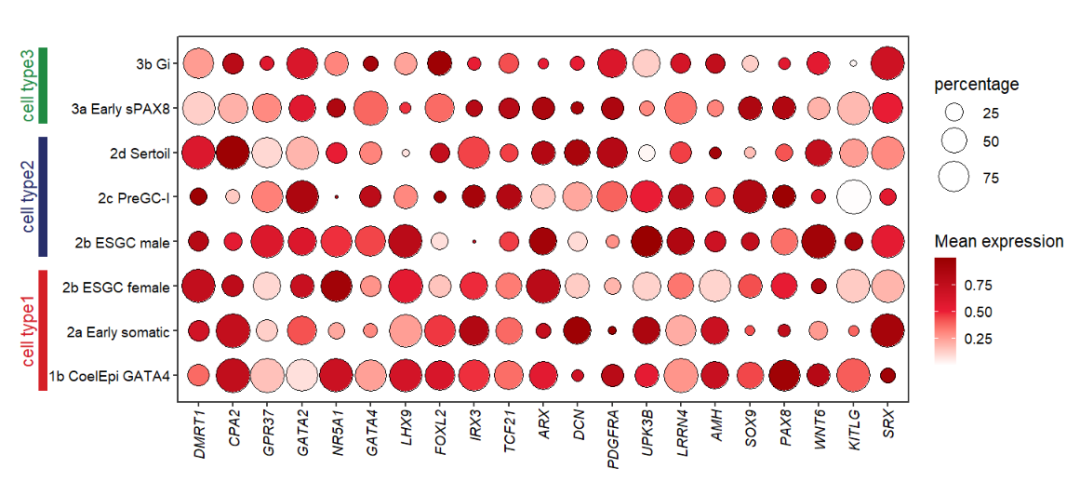 cell type3
cell type2
cell type1
3b Gi
3a Early sPAX8
2d Sertoil
2c PreGC-I
2b ESGC male
2b ESGC female
2a Early somatic
1b CoelEpi GATA4
DMRT1
CPA2
GPR37
GATA2
NR5A1
GATA4
LHX9
FOXL2
IRX3
TCF21
ARX
DCN
PDGFRA
UPK3B
LRRN4
AMH
SOX9
PAX8
WNT6
KITLG
SRX
percentage
25
50
75
Mean expression
0.75
0.50
0.25